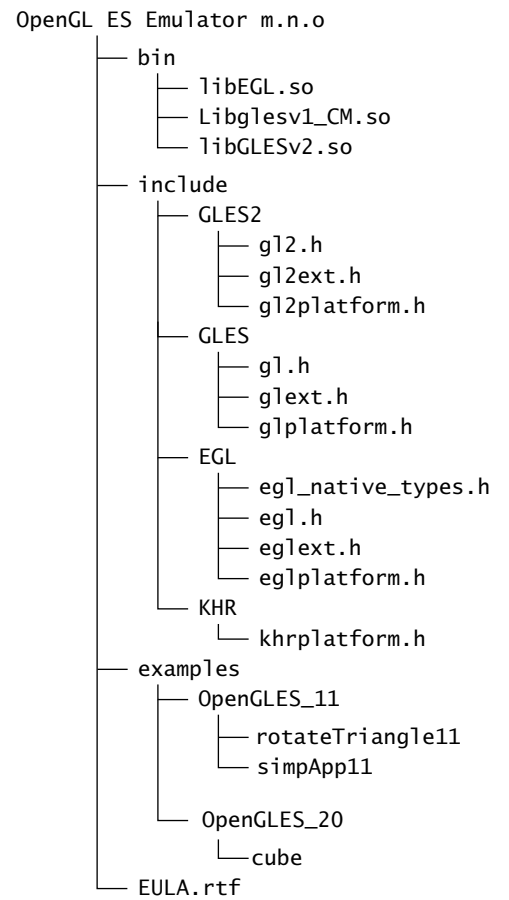 OpenGL ES Emulator m.n.o
bin
libEGL.so
Libglesv1_CM.so
libGLESv2.so
include
GLES2
gl2.h
gl2ext.h
gl2platform.h
GLES
gl.h
glext.h
glplatform.h
EGL
egl_native_types.h
egl.h
eglext.h
eglplatform.h
KHR
khrplatform.h
examples
OpenGLES_11
rotateTriangle11
simpApp11
OpenGLES_20
cube
EULA.rtf